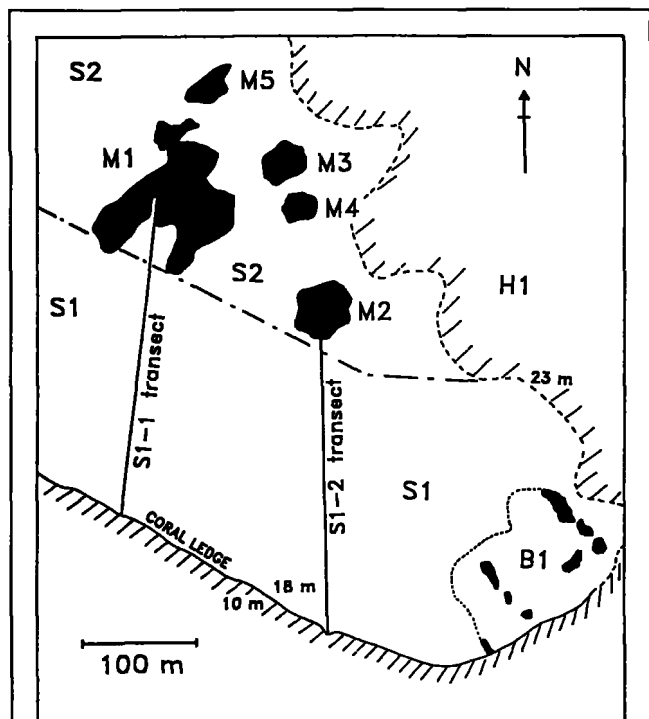 S2
M5
N
M1
M3
M4
S2
H1
S1
M2
23 m
S1-1 transect
S1-2 transect
S1
CORAL LEDGE
B1
18 m
10 m
100 m